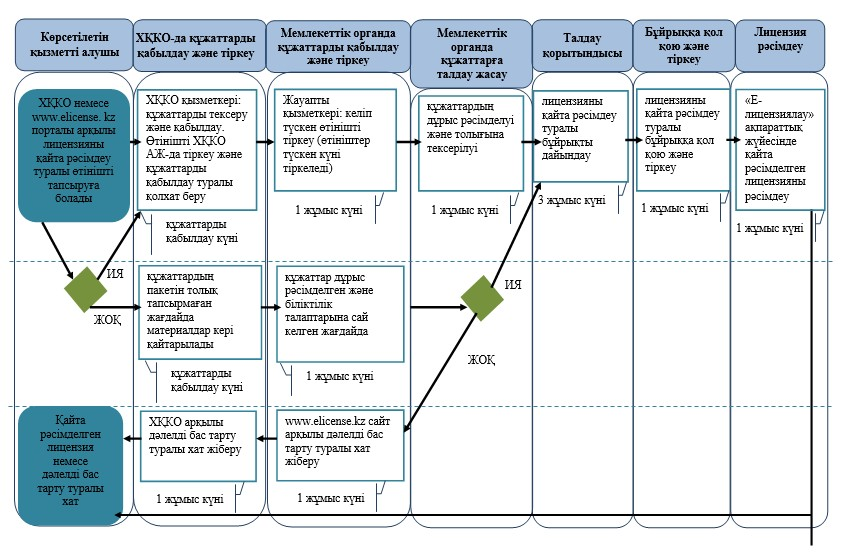 Көрсетілетін
қызметті алушы
ХҚКО-да құжаттарды
қабылдау және тіркеу
Мемлекеттік органда
құжаттарды қабылдау
және тіркеу
Мемлекеттік
органда
құжаттарға
талдау жасау
Талдау
қорытындысы
Бұйрыққа қол
қою және
тіркеу
Лицензия
рәсімдеу
ХҚКО немесе
www.elicense. kz
порталы арқылы
лицензияны
қайта рәсімдеу
туралы өтінішті
тапсыруға
болады
ХҚКО қызметкері:
құжаттарды тексеру
және қабылдау.
Өтінішті ХҚКО
АЖ-да тіркеу және
құжаттарды
қабылдау туралы
қолхат беру
Жауапты
қызметкері: келіп
түскен өтінішті
тіркеу (өтініштер
түскен күні
тіркеледі)
құжаттардың
дұрыс рәсімделуі
және толығына
тексерілуі
лицензияны
қайта рәсімдеу
туралы
бұйрықты
дайындау
лицензияны
қайта рәсімдеу
туралы
бұйрыққа қол
қою және
тіркеу
«Е-
лицензиялау»
ақпараттық
жүйесінде
қайта
рәсімделген
лицензияны
рәсімдеу
құжаттарды
қабылдау күні
1 жұмыс күні
1 жұмыс күні
3 жұмыс күні
1 жұмыс күні
1 жұмыс күні
ИЯ
ЖОҚ
құжаттардың
пакетін толық
тапсырмаған
жағдайда
материалдар кері
қайтарылады
құжаттар дұрыс
рәсімделген және
біліктілік
талаптарына сай
келген жағдайда
ИЯ
ЖОҚ
құжаттарды
қабылдау күні
1 жұмыс күні
Қайта
рәсімделген
лицензия
немесе
дәлелді бас
тарту туралы
хат
ХҚКО арқылы
дәлелді бас тарту
туралы хат жіберу
www.elicense.kz сайт
арқылы дәлелді бас
тарту туралы хат
жіберу
1 жұмыс күні
1 жұмыс күні